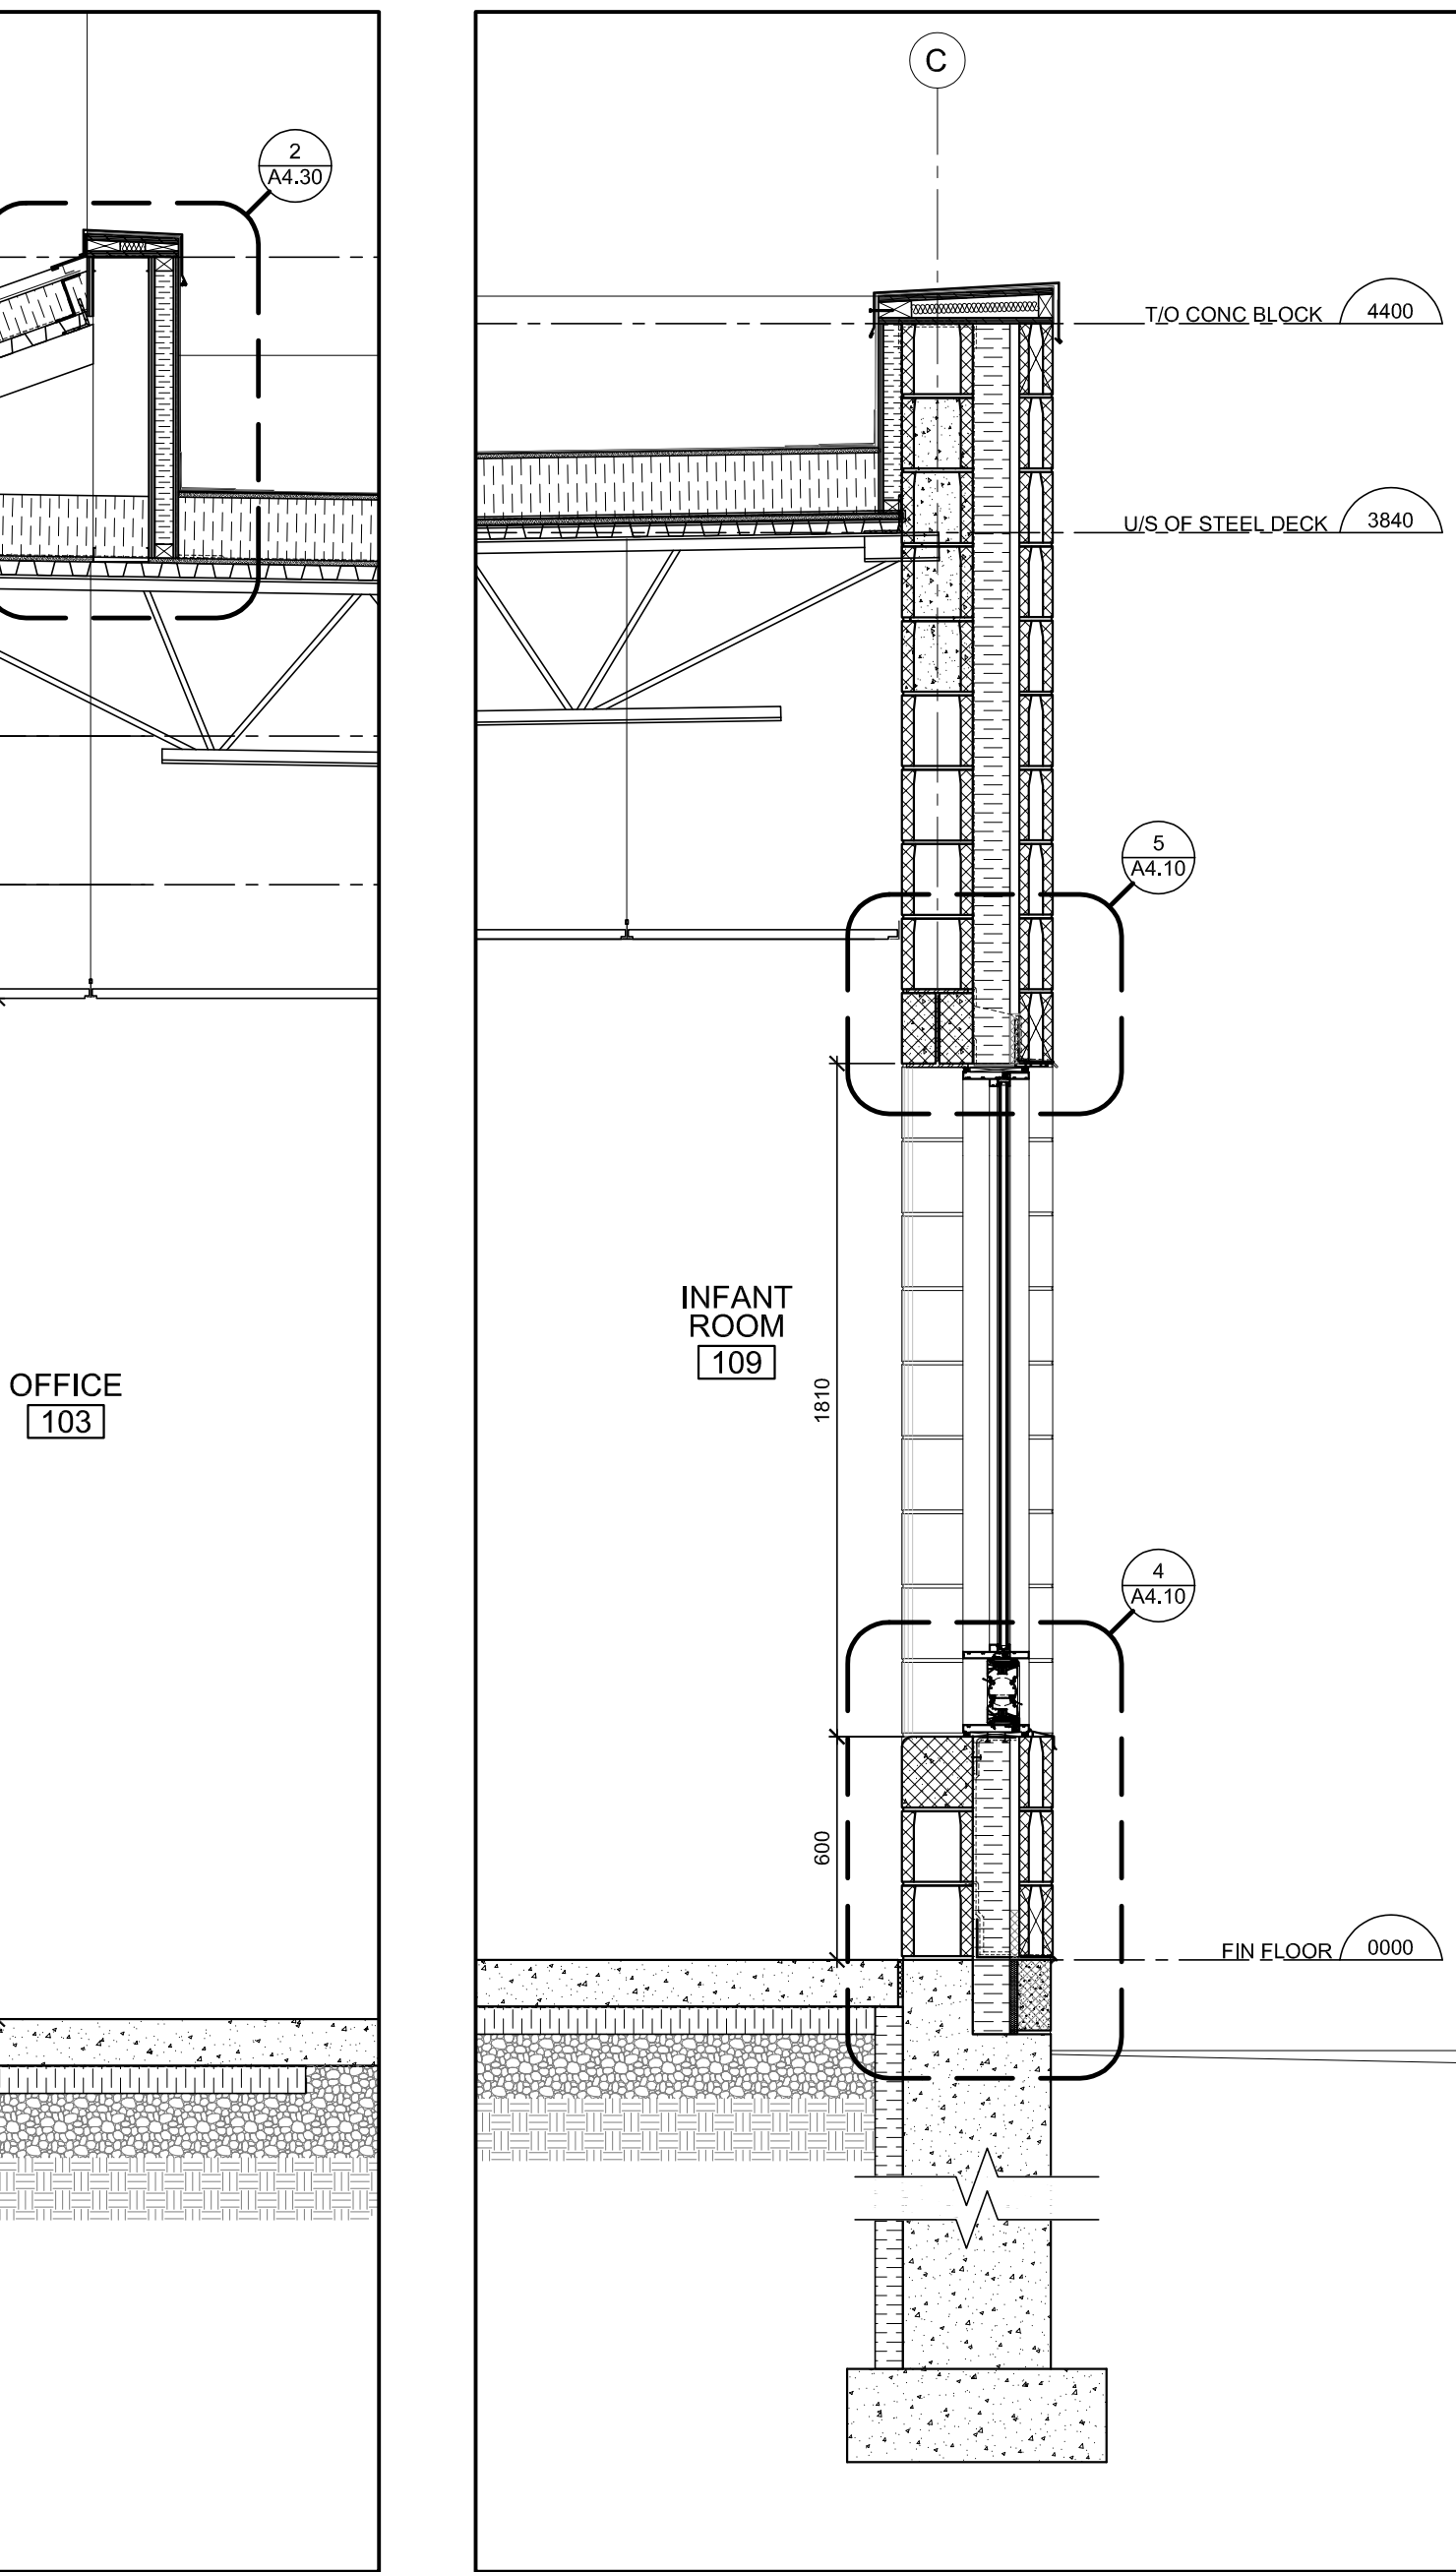 2
A4.30
OFFICE
103
C
T/O CONC BLOCK 4400
U/S OF STEEL DECK 3840
5
A4.10
INFANT
ROOM
109
1810
4
A4.10
600
FIN FLOOR 0000